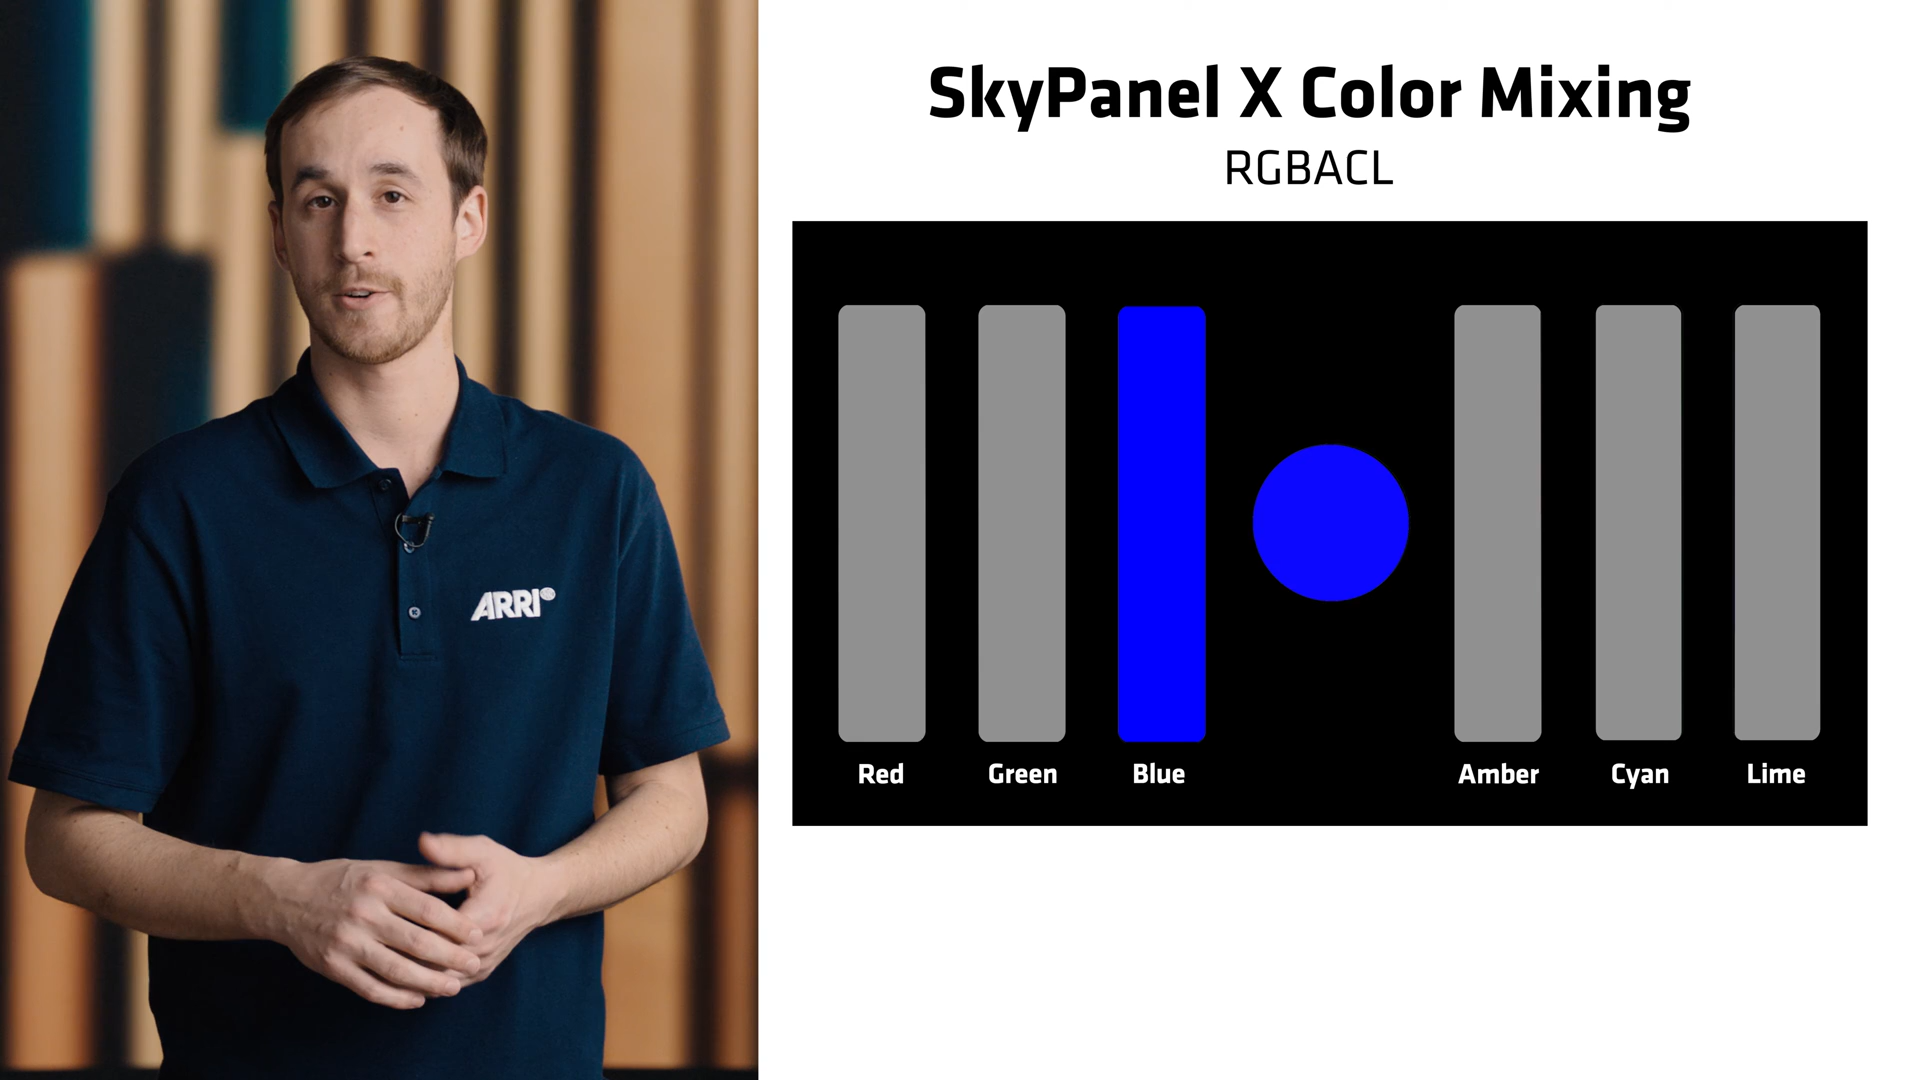 SkyPanel X Color Mixing
RGBACL
Red Green Blue Amber Cyan Lime
ARRI